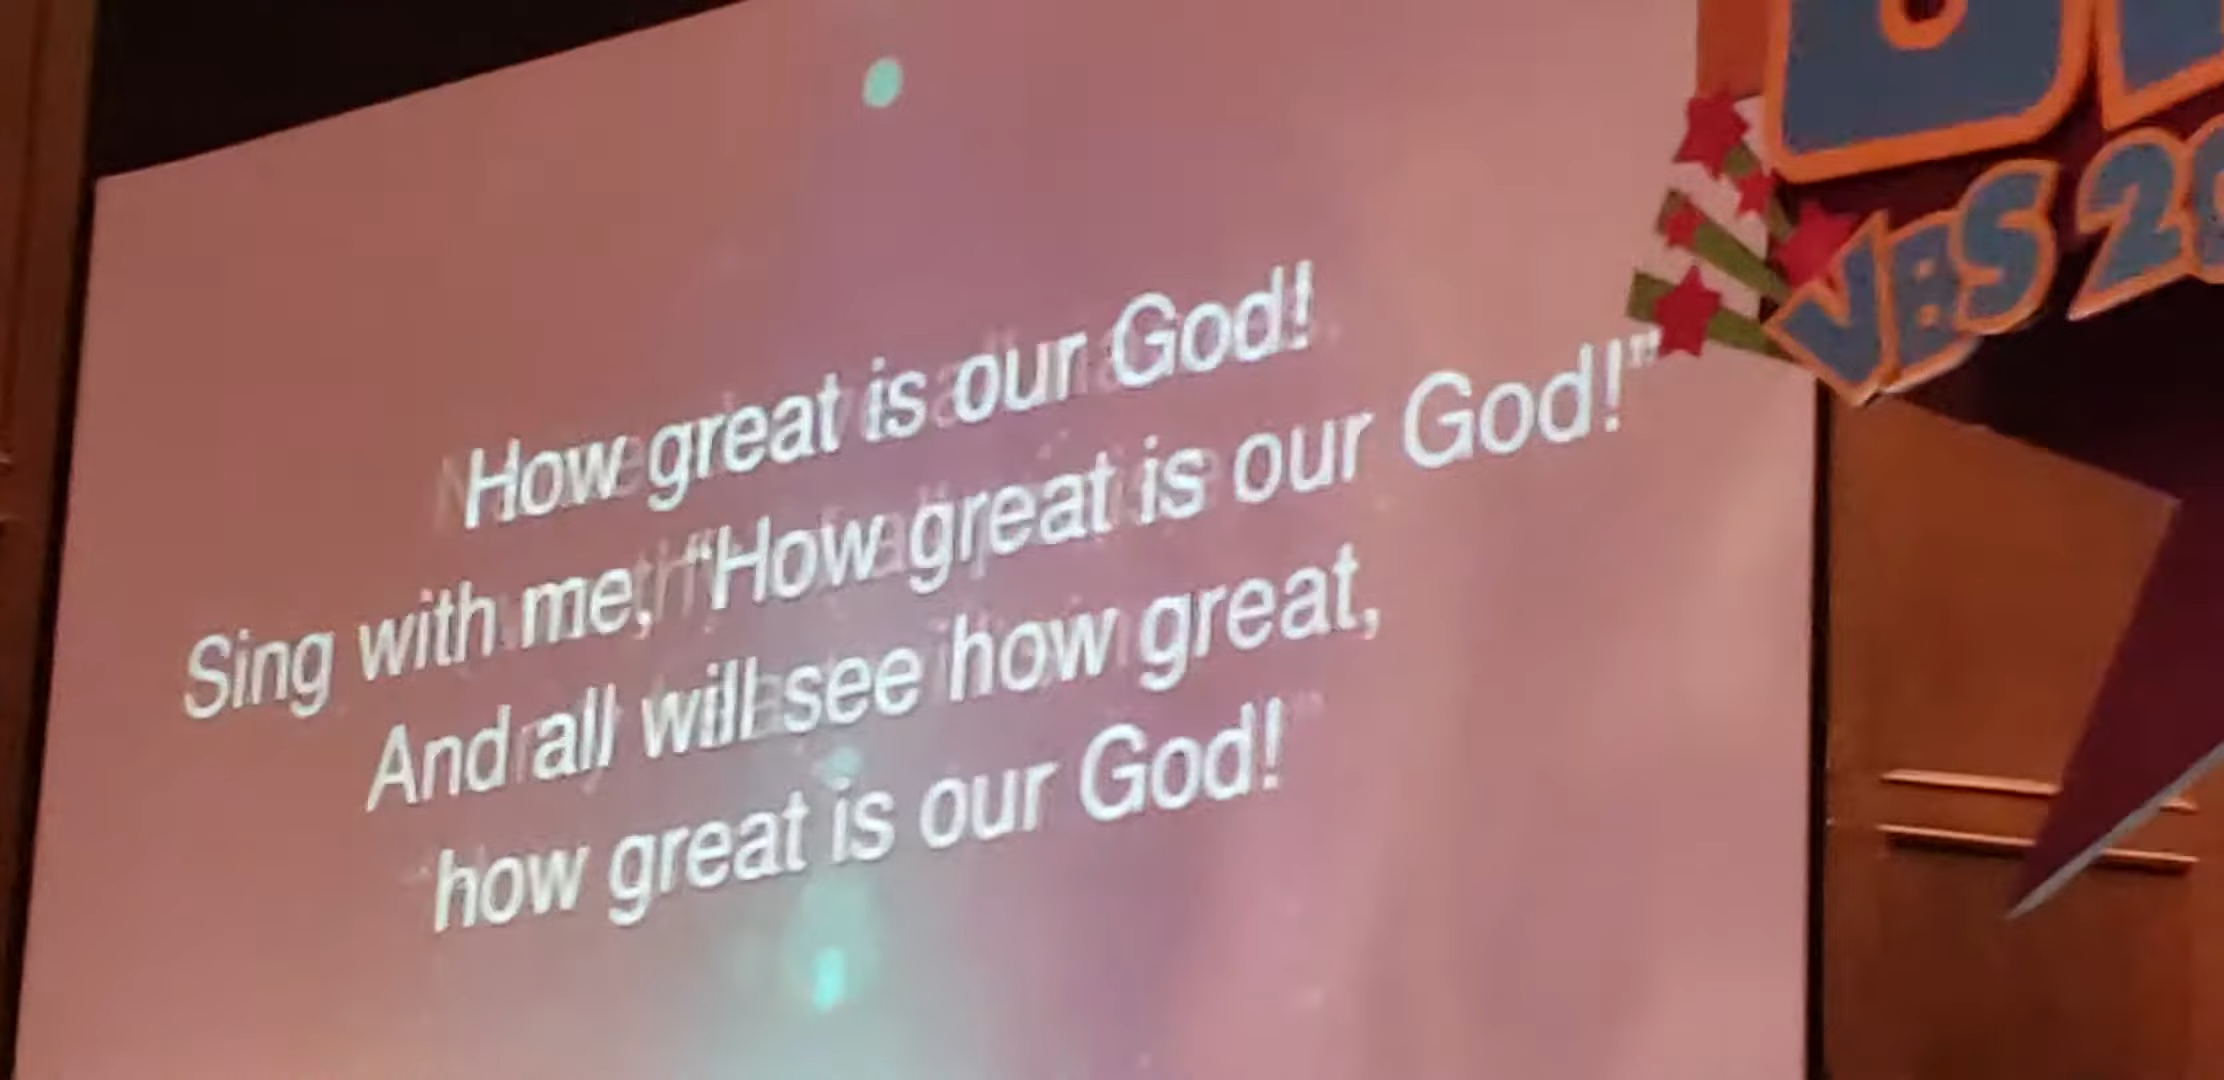 How great is our God!
Sing with me, “How great is our God!”
And all will see how great,
how great is our God!
VBS 20